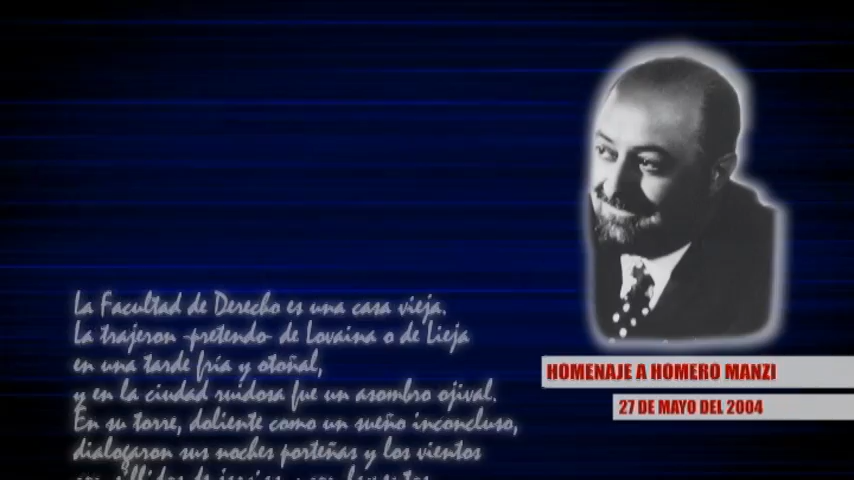 La Facultad de Derecho es una casa vieja.
La trajeron -pretendo- de Lovaina o de Lieja
en una tarde fría y otoñal,
y en la ciudad ruidosa fue un asombro ojival.
En su torre, doliente como un sueño inconcluso,
dialogaron sus noches porteñas y los vientos
HOMENAJE A HOMERO MANZI
27 DE MAYO DEL 2004